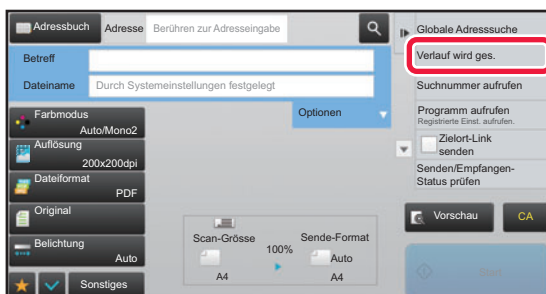 Adressbuch
Adresse
Berühren zur Adresseingabe
Betreff
Dateiname
Durch Systemeinstellungen festgelegt
Optionen
Farbmodus
Auto/Mono2
Auflösung
200x200dpi
Dateiformat
PDF
Original
Belichtung
Auto
Sonstiges
Scan-Grösse
100%
Sende-Format
Auto
A4
A4
Globale Adresssuche
Verlauf wird ges.
Suchnummer aufrufen
Programm aufrufen
Registrierte Einst. aufrufen.
Zielort-Link
senden
Senden/Empfangen-
Status prüfen
Vorschau
CA
Start